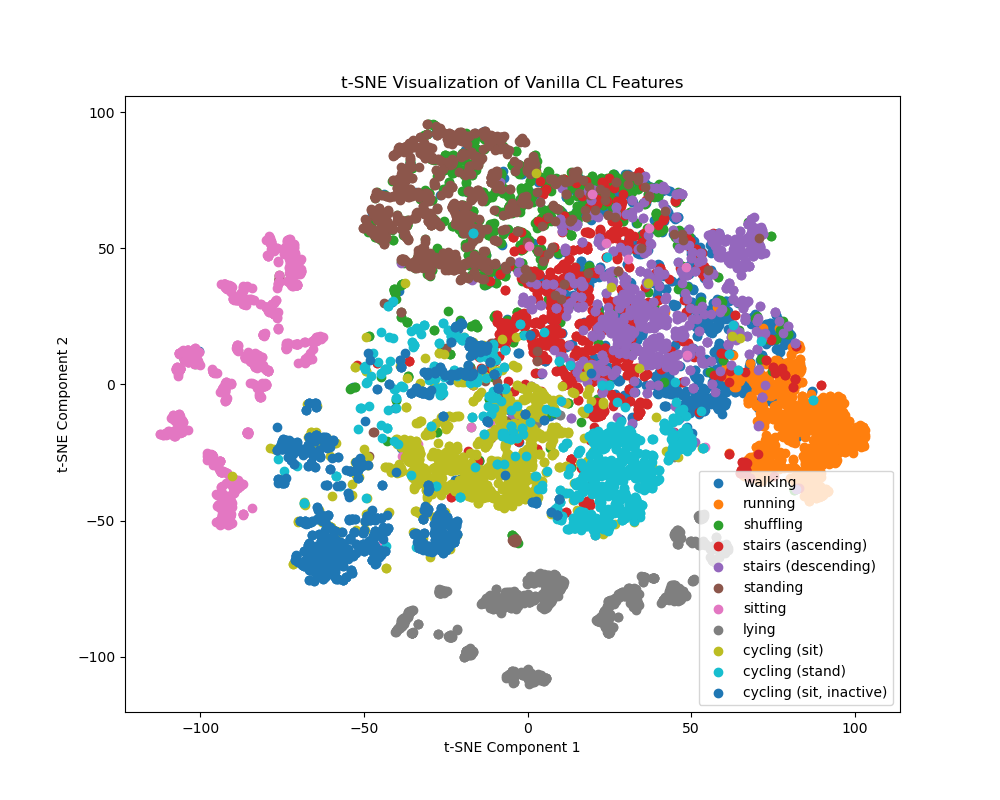 t-SNE Visualization of Vanilla CL Features
t-SNE Component 2
100
50
0
−50
−100
−100
−50
0
50
100
t-SNE Component 1
walking
running
shuffling
stairs (ascending)
stairs (descending)
standing
sitting
lying
cycling (sit)
cycling (stand)
cycling (sit, inactive)